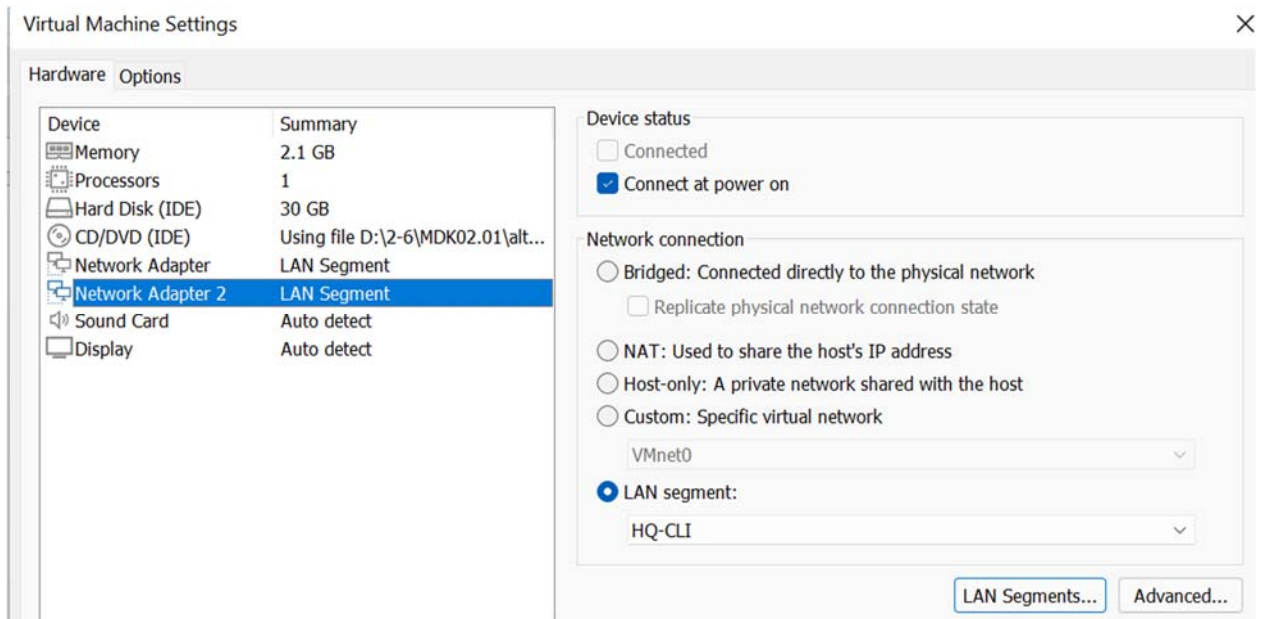 Virtual Machine Settings
Hardware Options
Device Summary
Memory 2.1 GB
Processors 1
Hard Disk (IDE) 30 GB
CD/DVD (IDE) Using file D:\2-6\MDK02.01\alt...
Network Adapter LAN Segment
Network Adapter 2 LAN Segment
Sound Card Auto detect
Display Auto detect
Device status
Connected
Connect at power on
Network connection
Bridged: Connected directly to the physical network
Replicate physical network connection state
NAT: Used to share the host's IP address
Host-only: A private network shared with the host
Custom: Specific virtual network
VMnet0
LAN segment:
HQ-CLI
LAN Segments... Advanced...